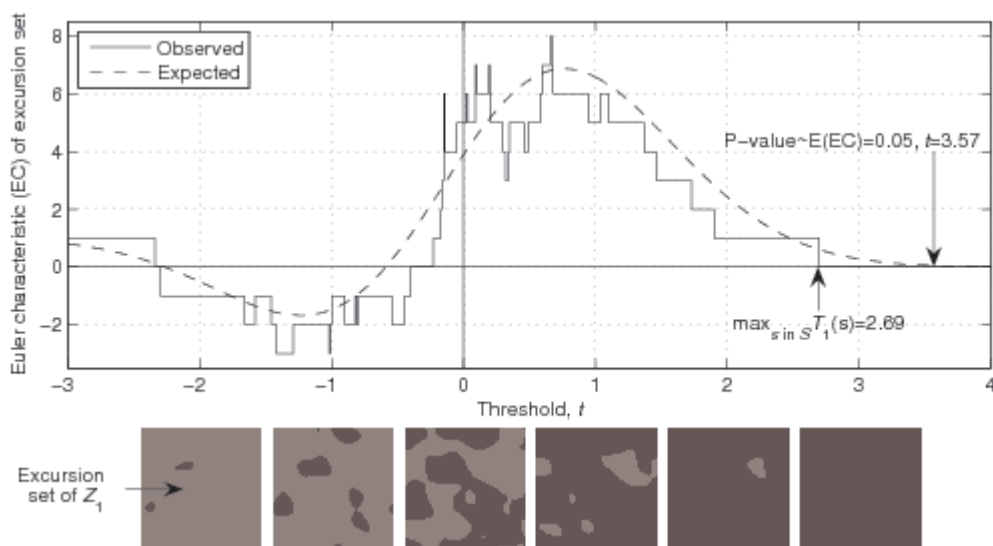 Euler characteristic (EC) of excursion set
8
6
4
2
0
−2
Observed
Expected
P−value~E(EC)=0.05, t=3.57
max s in S T1(s)=2.69
−3 −2 −1 0 1 2 3 4
Threshold, t
Excursion
set of Z1